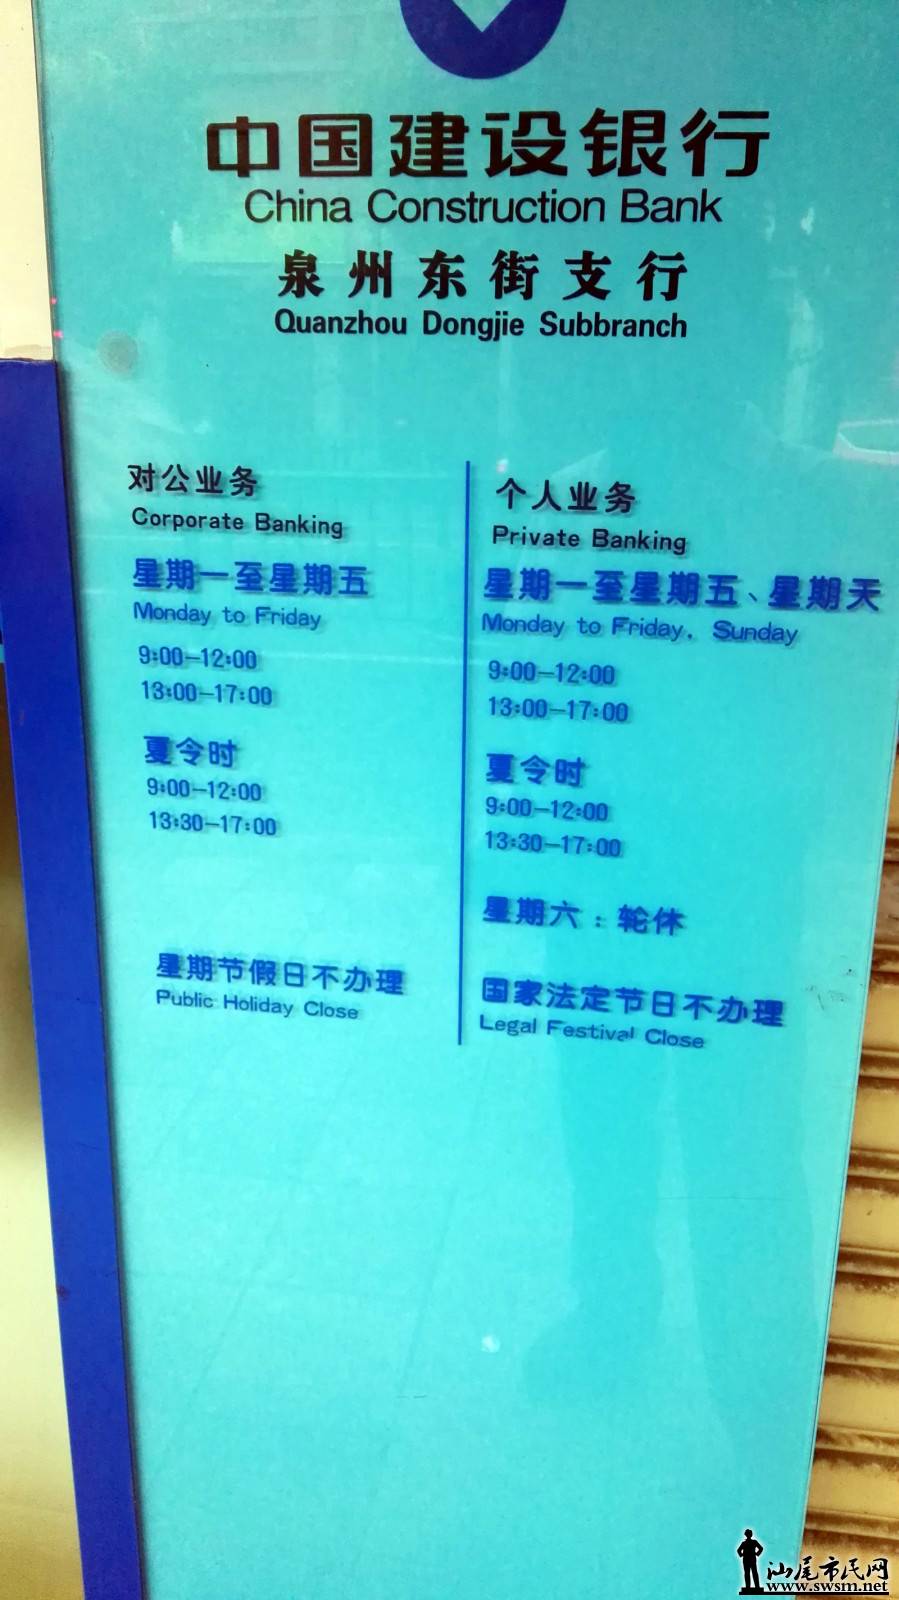 中国建设银行
China Construction Bank
泉州东街支行
Quanzhou Dongjie Subbranch
对公业务
Corporate Banking
星期一至星期五
Monday to Friday
9:00—12:00
13:00—17:00
夏令时
9:00—12:00
13:30—17:00
星期节假日不办理
Public Holiday Close
个人业务
Private Banking
星期一至星期五、星期天
Monday to Friday, Sunday
9:00—12:00
13:00—17:00
夏令时
9:00—12:00
13:30—17:00
星期六:轮休
国家法定节日不办理
Legal Festival Close
汕尾市民网
www.swsm.net